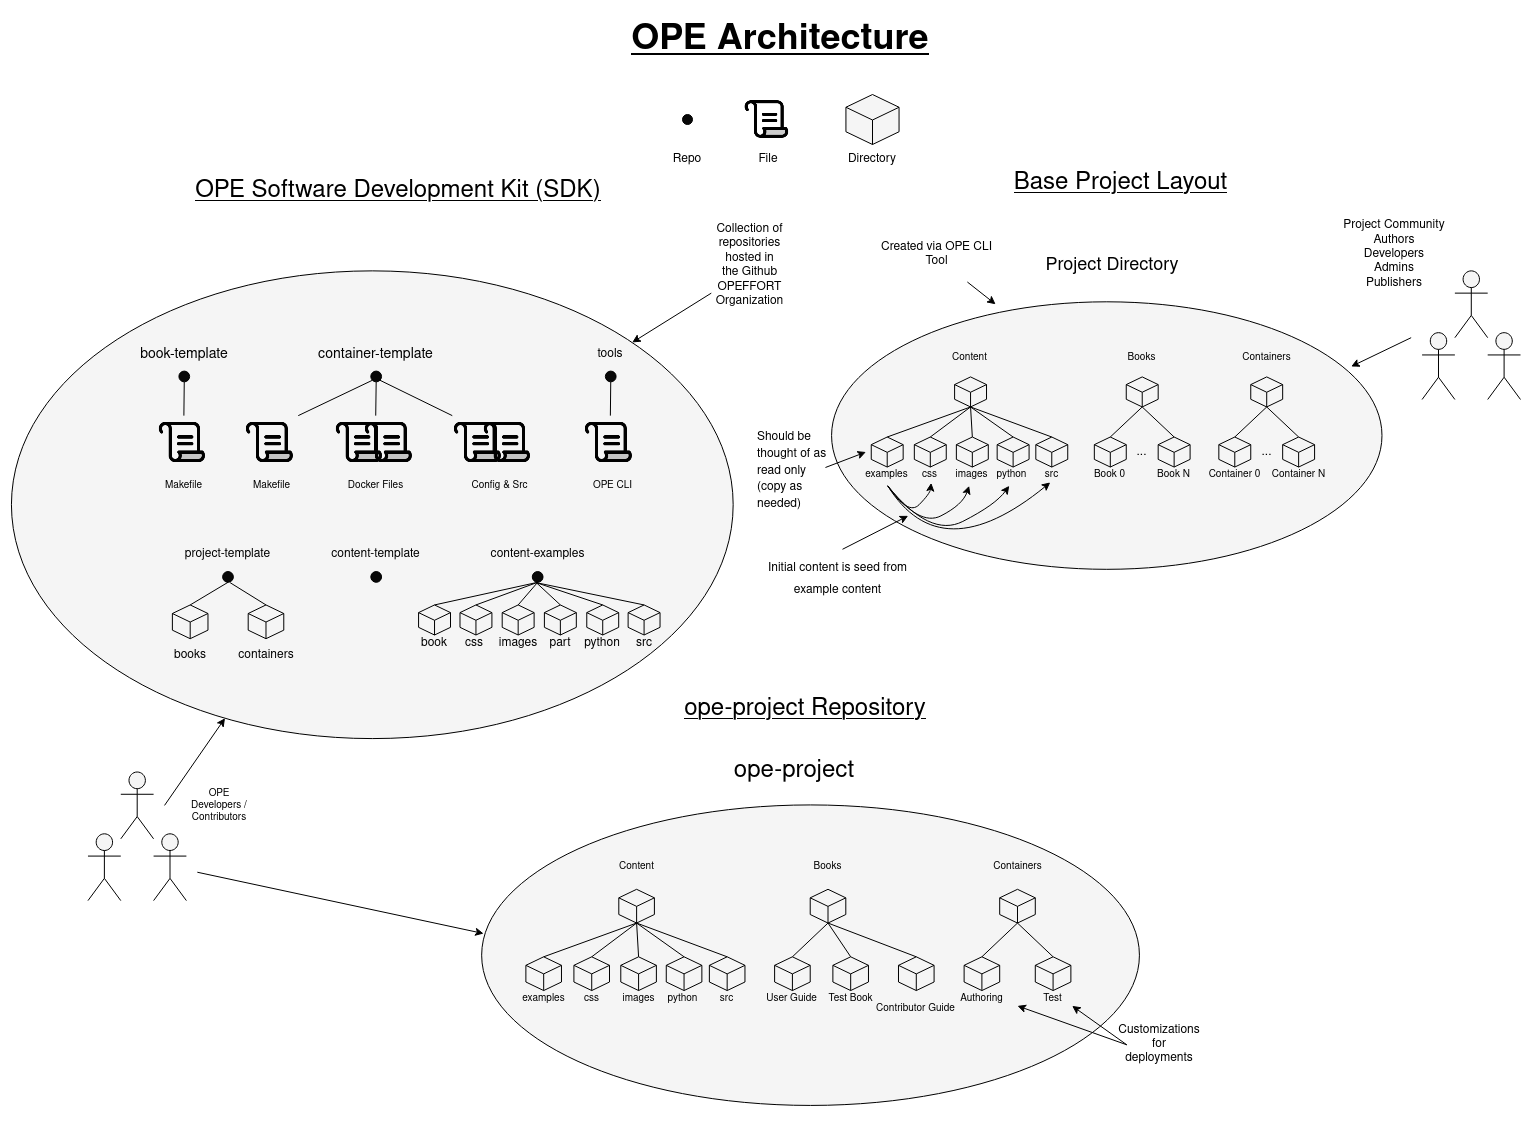 OPE Architecture
Repo
File
Directory
OPE Software Development Kit (SDK)
Collection of
repositories
hosted in
the Github
OPEFFORT
Organization
book-template
container-template
tools
Makefile
Makefile
Docker Files
Config & Src
OPE CLI
project-template
content-template
content-examples
books
containers
book
css
images
part
python
src
OPE
Developers /
Contributors
Base Project Layout
Created via OPE CLI
Tool
Project Directory
Project Community
Authors
Developers
Admins
Publishers
Content
Books
Containers
Should be
thought of as
read only
(copy as
needed)
examples
css
images
python
src
Book 0
...
Book N
Container 0
...
Container N
Initial content is seed from
example content
ope-project Repository
ope-project
Content
Books
Containers
examples
css
images
python
src
User Guide
Test Book
Contributor Guide
Authoring
Test
Customizations
for
deployments